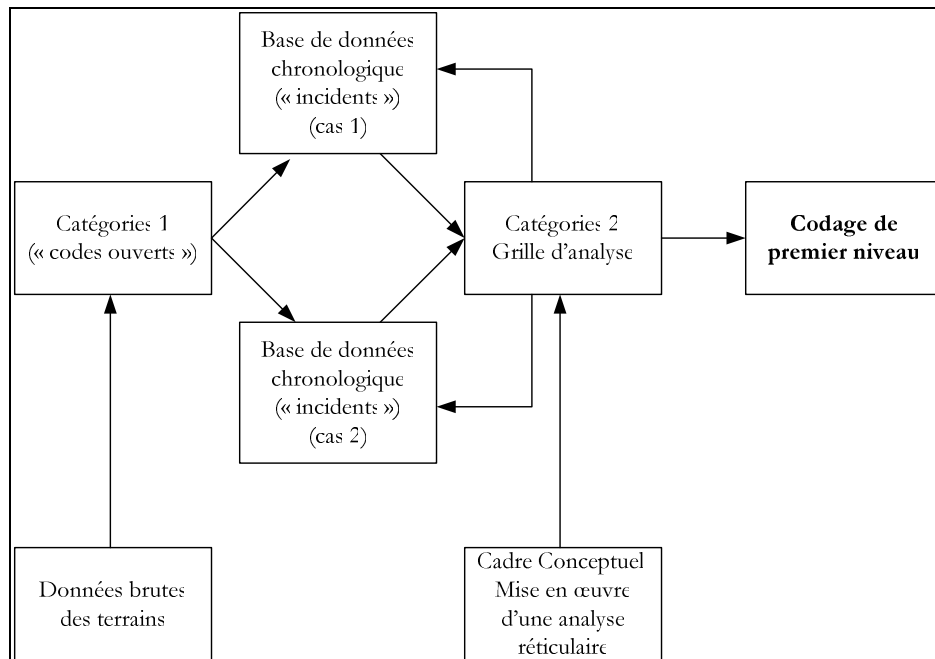 Base de données
chronologique
(« incidents »)
(cas 1)
Catégories 1
(« codes ouverts »)
Catégories 2
Grille d'analyse
Codage de
premier niveau
Base de données
chronologique
(« incidents »)
(cas 2)
Données brutes
des terrains
Cadre Conceptuel
Mise en œuvre
d'une analyse
réticulaire